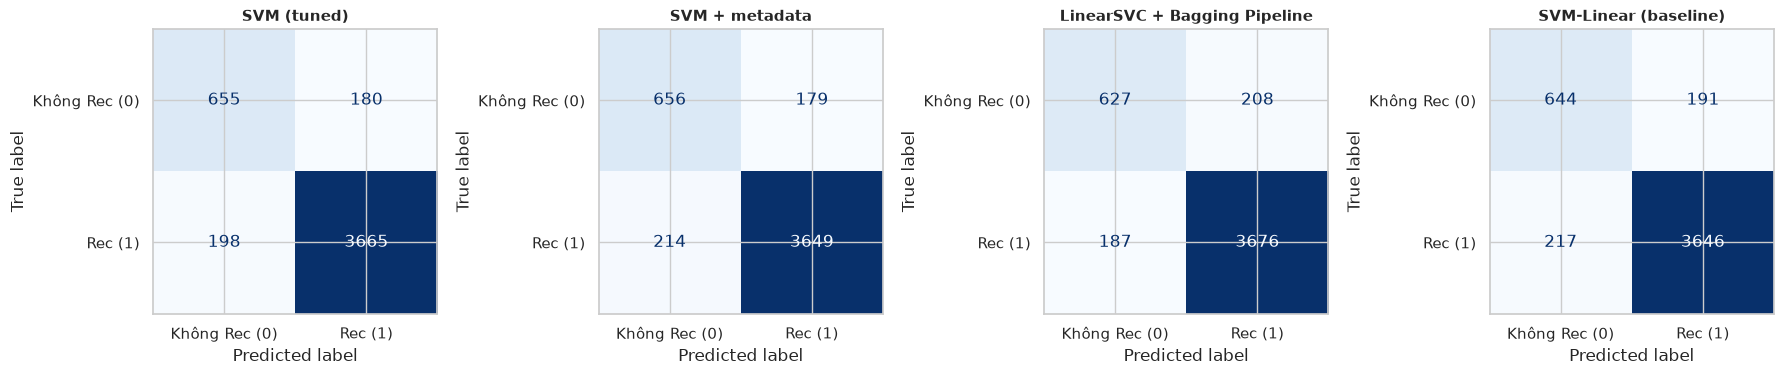 SVM (tuned)
Không Rec (0)
655
180
Rec (1)
198
3665
Không Rec (0)
Rec (1)
True label
Predicted label
SVM + metadata
Không Rec (0)
656
179
Rec (1)
214
3649
Không Rec (0)
Rec (1)
True label
Predicted label
LinearSVC + Bagging Pipeline
Không Rec (0)
627
208
Rec (1)
187
3676
Không Rec (0)
Rec (1)
True label
Predicted label
SVM-Linear (baseline)
Không Rec (0)
644
191
Rec (1)
217
3646
Không Rec (0)
Rec (1)
True label
Predicted label